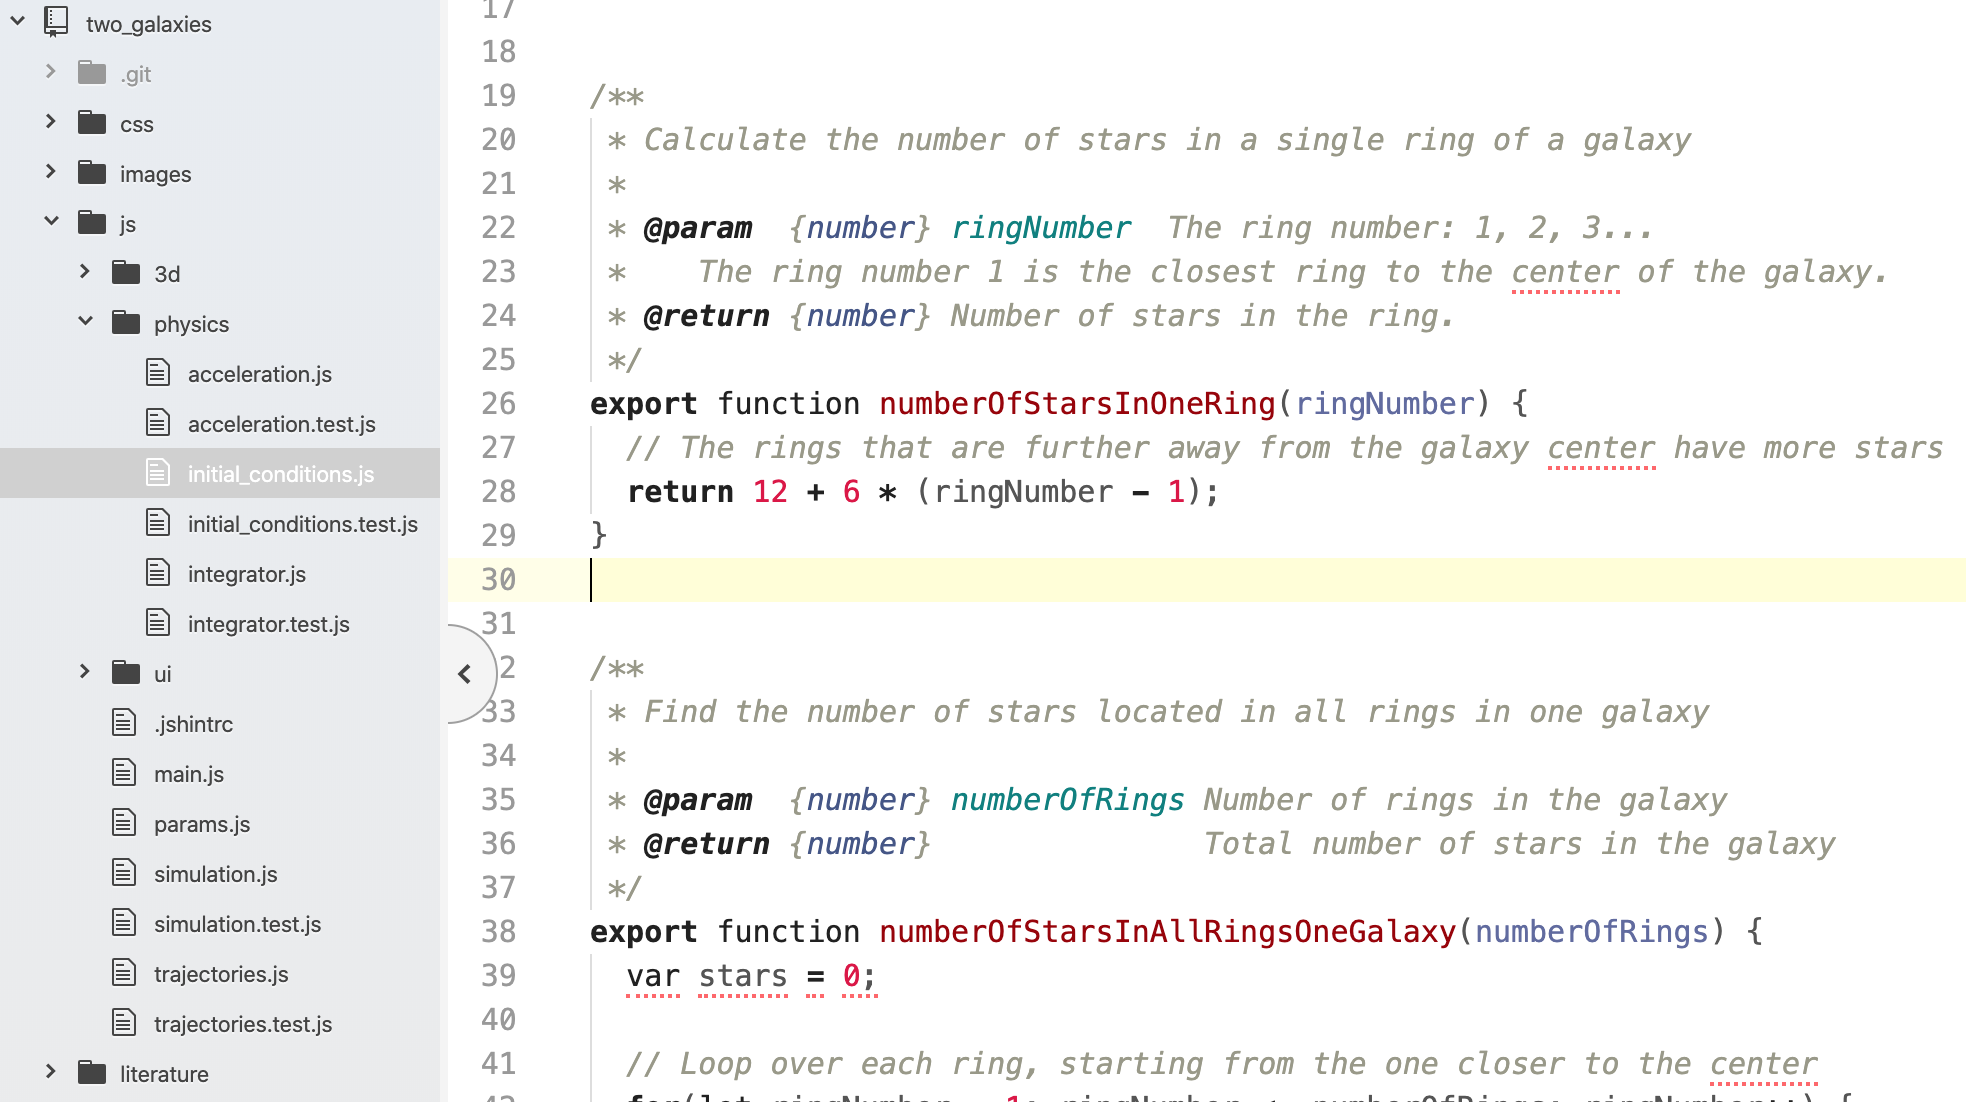 two_galaxies
.git
css
images
js
3d
physics
acceleration.js
acceleration.test.js
initial_conditions.js
initial_conditions.test.js
integrator.js
integrator.test.js
ui
.jshintrc
main.js
params.js
simulation.js
simulation.test.js
trajectories.js
trajectories.test.js
literature
17
18
19 /**
20 * Calculate the number of stars in a single ring of a galaxy
21 *
22 * @param {number} ringNumber The ring number: 1, 2, 3...
23 * The ring number 1 is the closest ring to the center of the galaxy.
24 * @return {number} Number of stars in the ring.
25 */
26 export function numberOfStarsInOneRing(ringNumber) {
27 // The rings that are further away from the galaxy center have more stars
28 return 12 + 6 * (ringNumber - 1);
29 }
30
31
2 /**
33 * Find the number of stars located in all rings in one galaxy
34 *
35 * @param {number} numberOfRings Number of rings in the galaxy
36 * @return {number} Total number of stars in the galaxy
37 */
38 export function numberOfStarsInAllRingsOneGalaxy(numberOfRings) {
39 var stars = 0;
40
41 // Loop over each ring, starting from the one closer to the center